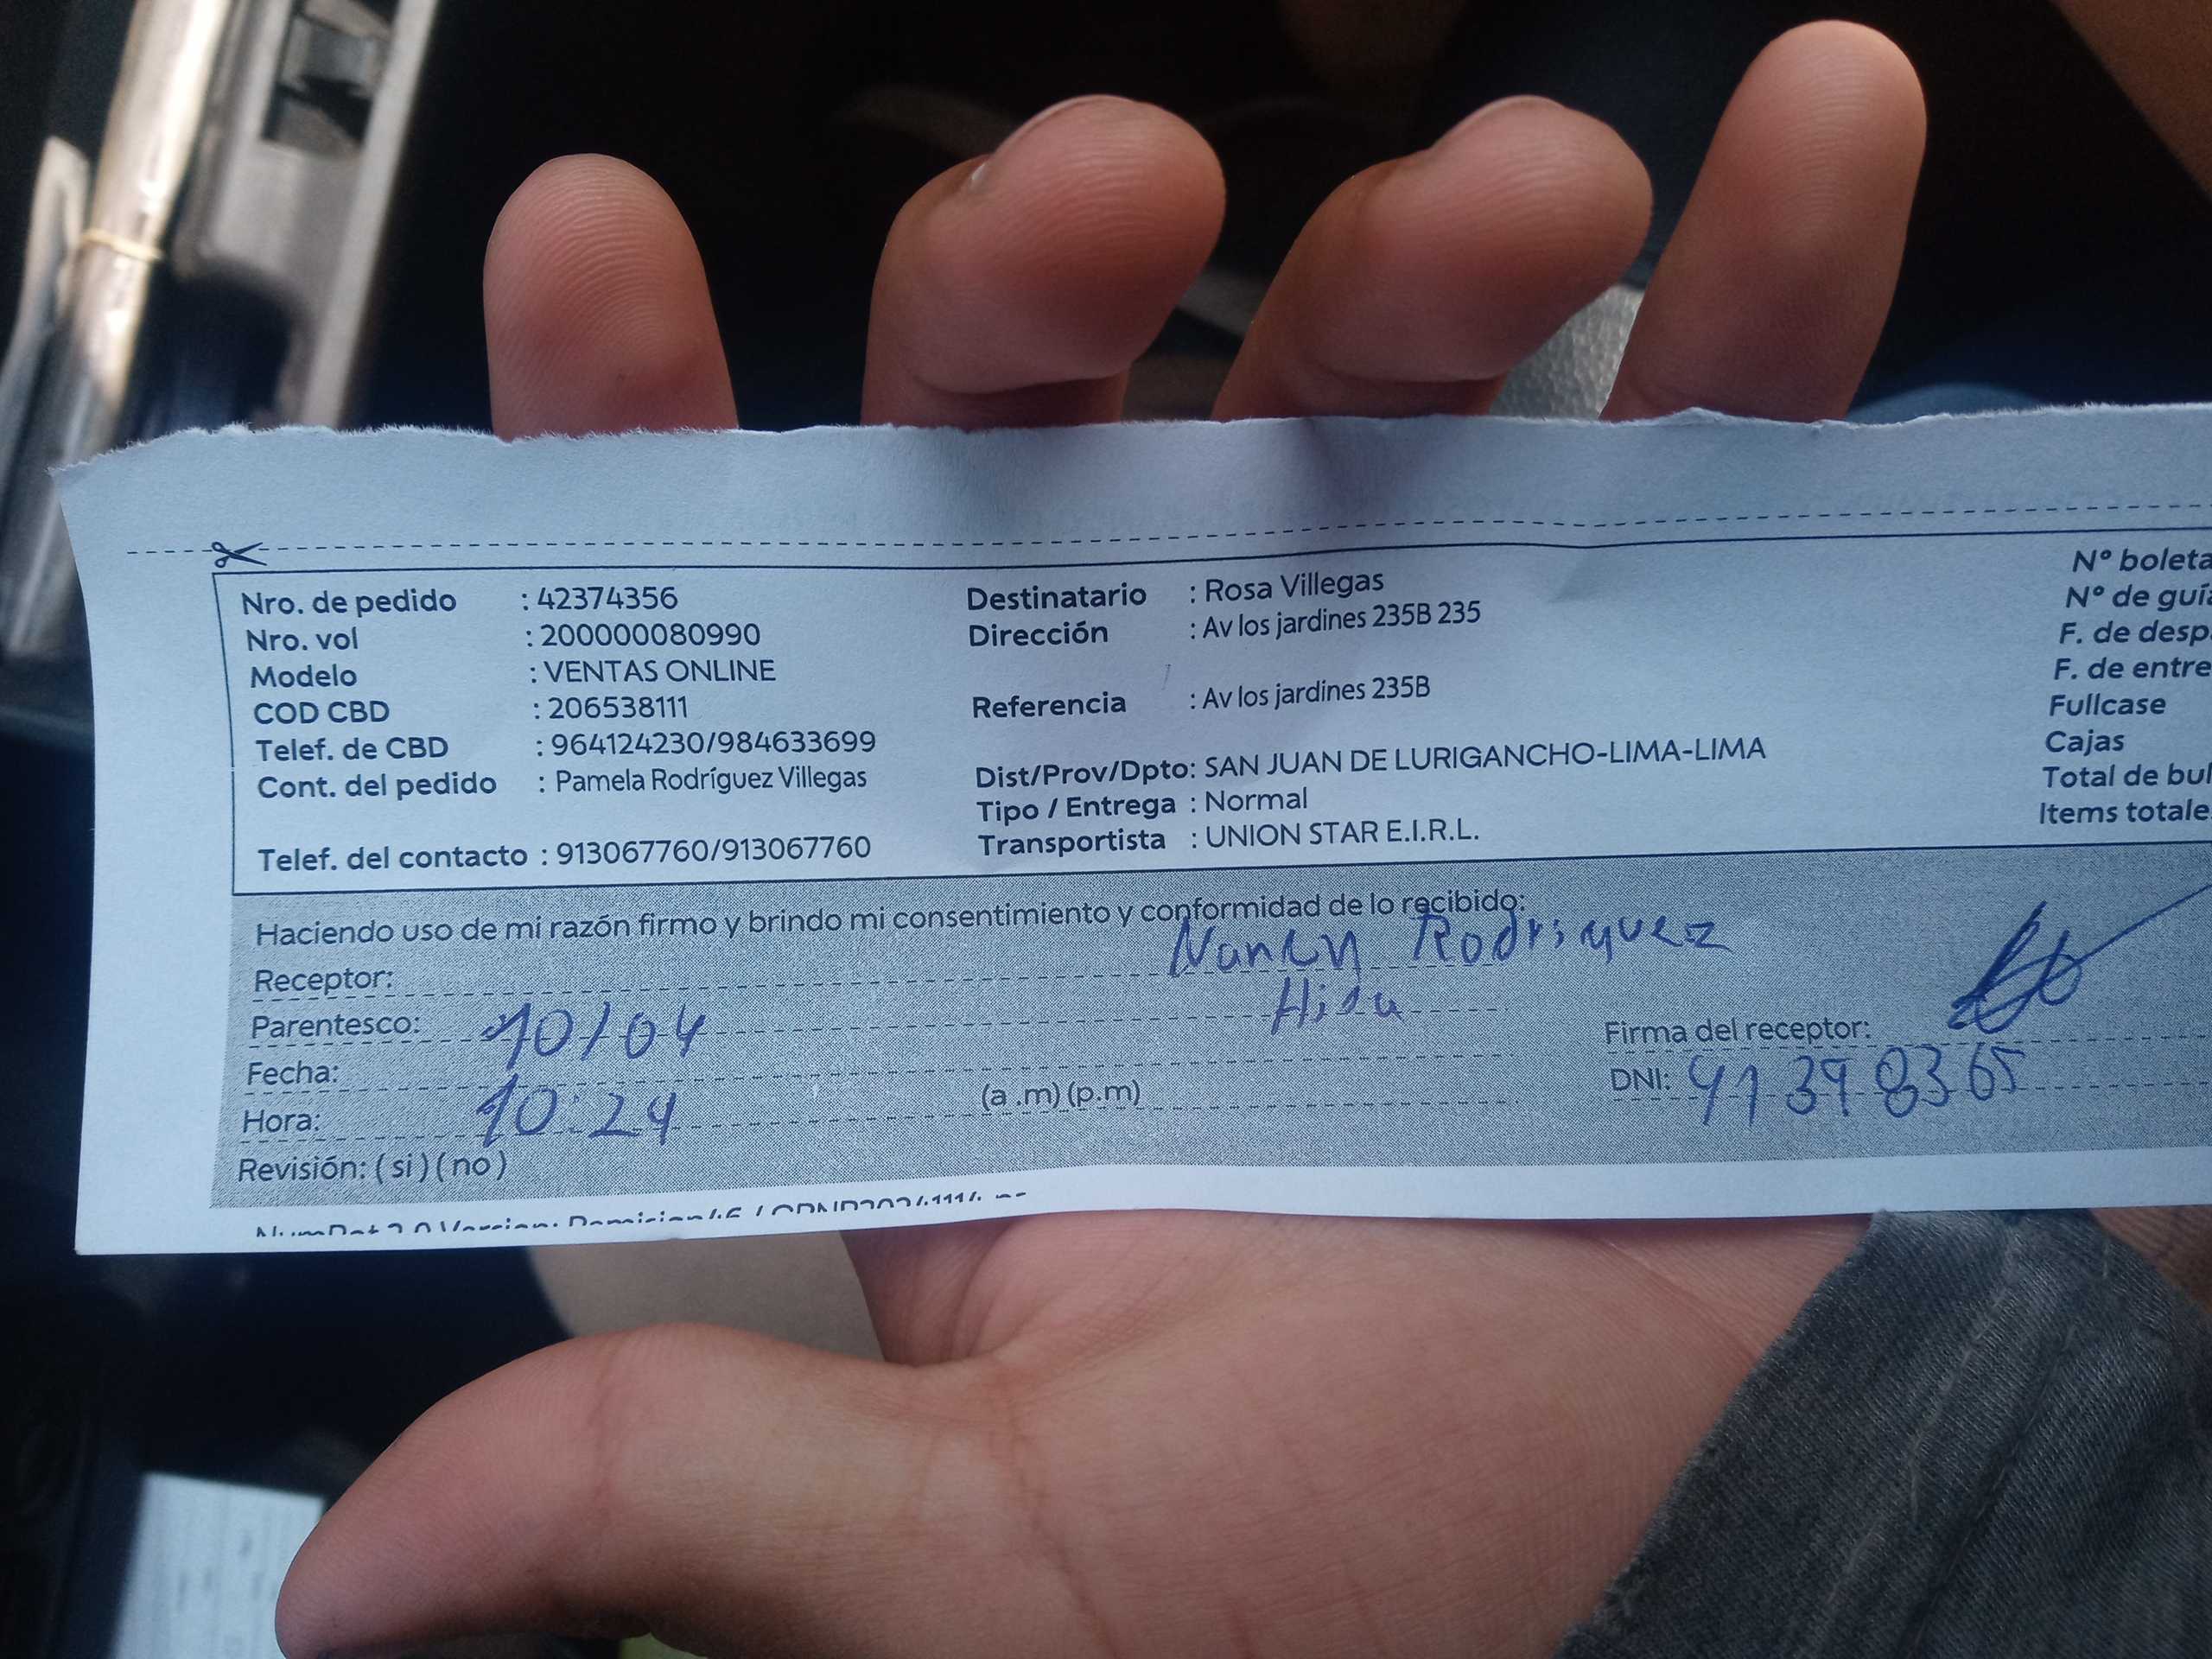 Nro. de pedido : 42374356
Nro. vol : 200000080990
Modelo : VENTAS ONLINE
COD CBD : 206538111
Telef. de CBD : 964124230/984633699
Cont. del pedido : Pamela Rodríguez Villegas
Telef. del contacto : 913067760/913067760
Destinatario : Rosa Villegas
Dirección : Av los jardines 235B 235
Referencia : Av los jardines 235B
Dist/Prov/Dpto: SAN JUAN DE LURIGANCHO-LIMA-LIMA
Tipo / Entrega : Normal
Transportista : UNION STAR E.I.R.L.
Nº boleta
Nº de guía
F. de desp
F. de entre
Fullcase
Cajas
Total de bul
Items totale
Haciendo uso de mi razón firmo y brindo mi consentimiento y conformidad de lo recibido:
Receptor: Nancy Rodriguez
Parentesco: Hija
Fecha: 10/04
Hora: 10:24 (a .m) (p.m)
Revisión: ( si ) ( no )
Firma del receptor:
DNI: 41398365